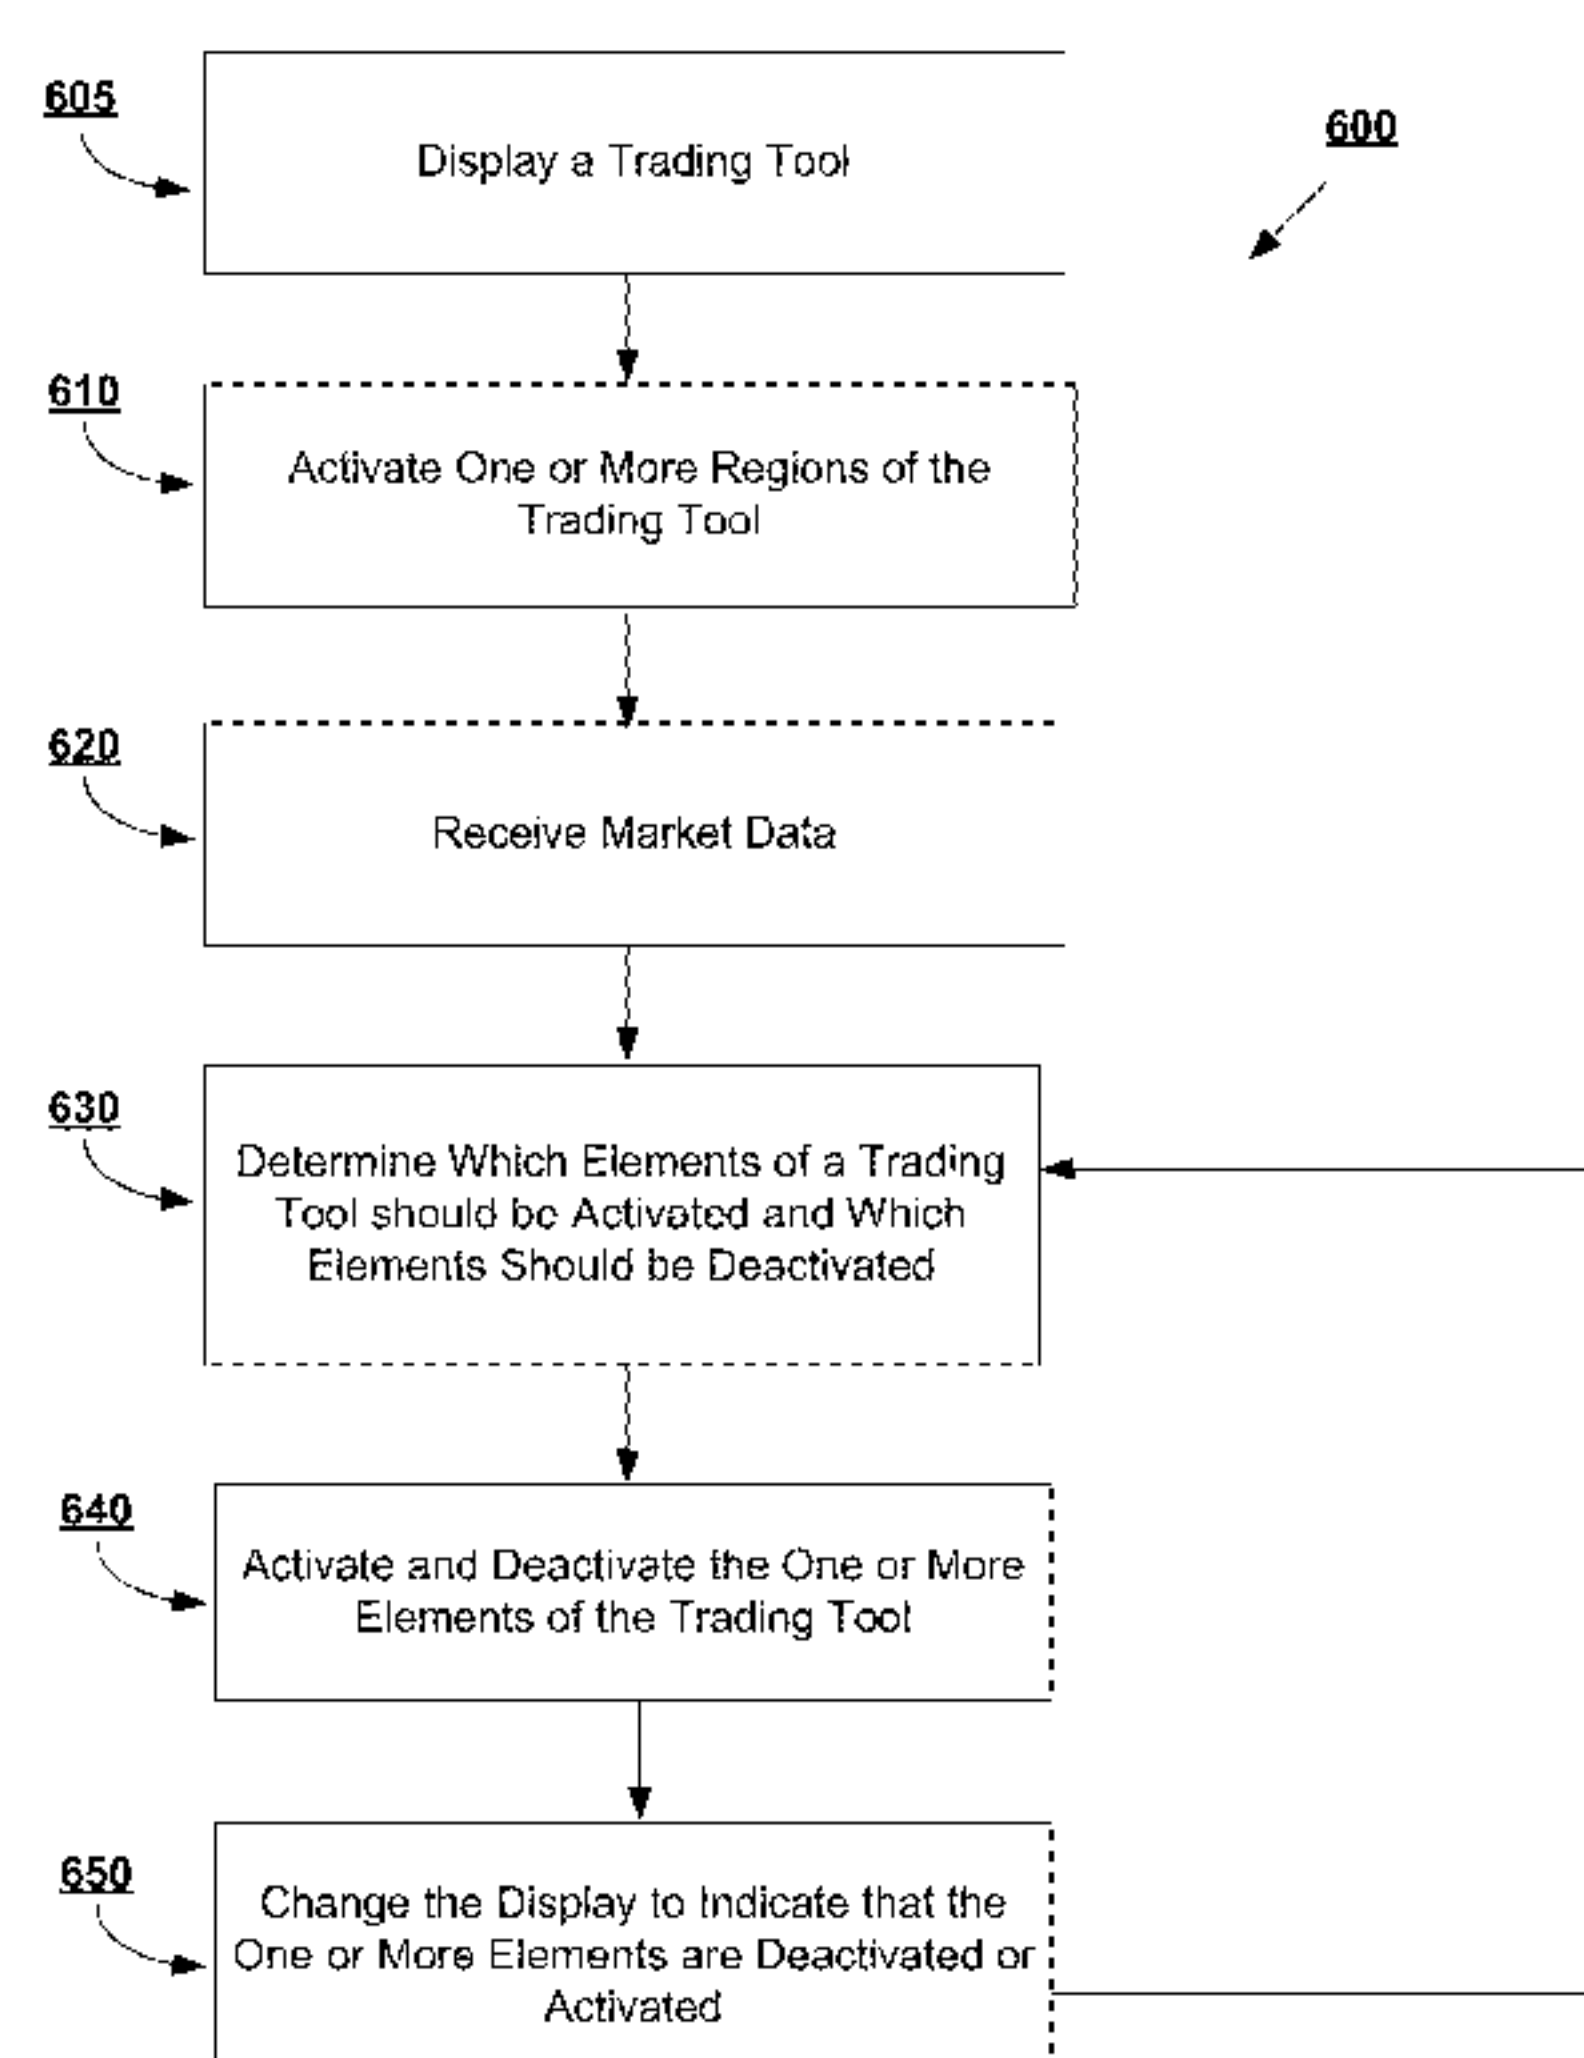 605
600
Display a Trading Tool
610
Activate One or More Regions of the
Trading Tool
620
Receive Market Data
630
Determine Which Elements of a Trading
Tool should be Activated and Which
Elements Should be Deactivated
640
Activate and Deactivate the One or More
Elements of the Trading Tool
650
Change the Display to Indicate that the
One or More Elements are Deactivated or
Activated